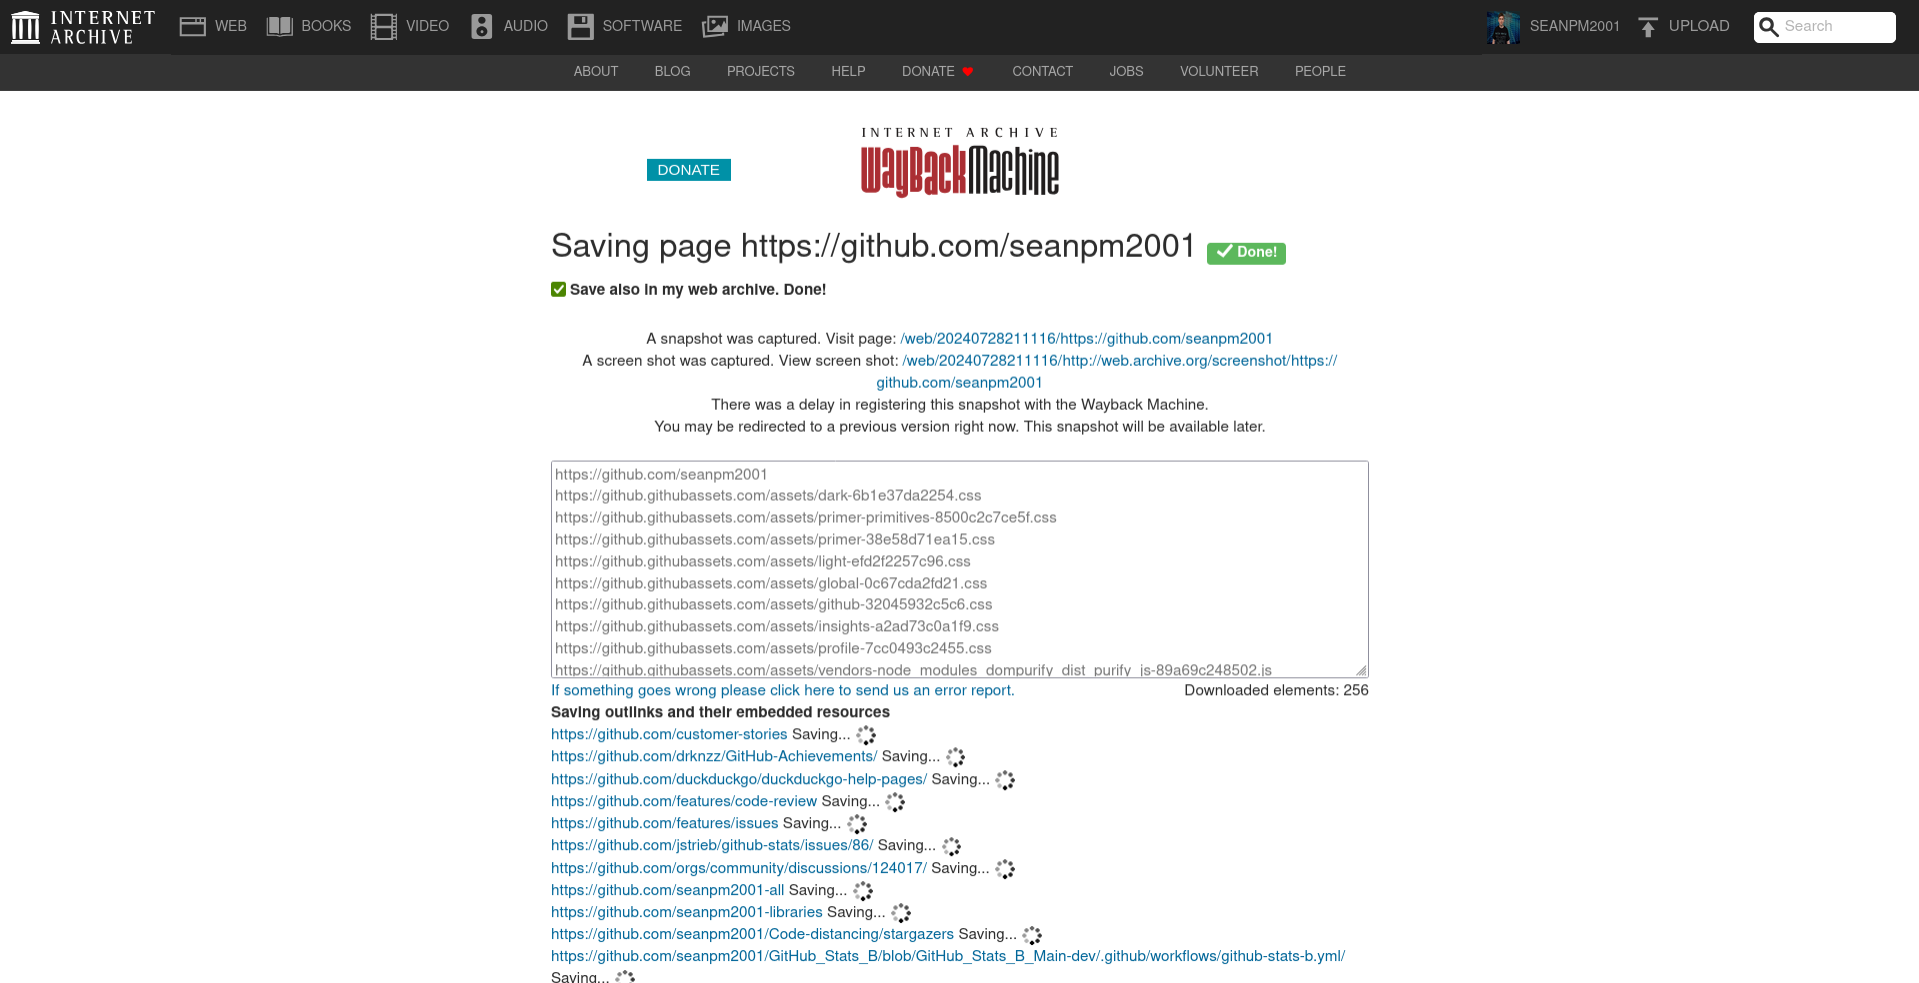 INTERNET ARCHIVE
WEB
BOOKS
VIDEO
AUDIO
SOFTWARE
IMAGES
SEANPM2001
UPLOAD
Search
ABOUT
BLOG
PROJECTS
HELP
DONATE
CONTACT
JOBS
VOLUNTEER
PEOPLE
DONATE
INTERNET ARCHIVE
WayBackMachine
Saving page https://github.com/seanpm2001 Done!
Save also in my web archive. Done!
A snapshot was captured. Visit page: /web/20240728211116/https://github.com/seanpm2001
A screen shot was captured. View screen shot: /web/20240728211116/http://web.archive.org/screenshot/https://
github.com/seanpm2001
There was a delay in registering this snapshot with the Wayback Machine.
You may be redirected to a previous version right now. This snapshot will be available later.
https://github.com/seanpm2001
https://github.githubassets.com/assets/dark-6b1e37da2254.css
https://github.githubassets.com/assets/primer-primitives-8500c2c7ce5f.css
https://github.githubassets.com/assets/primer-38e58d71ea15.css
https://github.githubassets.com/assets/light-efd2f2257c96.css
https://github.githubassets.com/assets/global-0c67cda2fd21.css
https://github.githubassets.com/assets/github-32045932c5c6.css
https://github.githubassets.com/assets/insights-a2ad73c0a1f9.css
https://github.githubassets.com/assets/profile-7cc0493c2455.css
https://github.githubassets.com/assets/vendors-node_modules_dompurify_dist_purify_js-89a69c248502.js
If something goes wrong please click here to send us an error report.
Downloaded elements: 256
Saving outlinks and their embedded resources
https://github.com/customer-stories Saving...
https://github.com/drknzz/GitHub-Achievements/ Saving...
https://github.com/duckduckgo/duckduckgo-help-pages/ Saving...
https://github.com/features/code-review Saving...
https://github.com/features/issues Saving...
https://github.com/jstrieb/github-stats/issues/86/ Saving...
https://github.com/orgs/community/discussions/124017/ Saving...
https://github.com/seanpm2001-all Saving...
https://github.com/seanpm2001-libraries Saving...
https://github.com/seanpm2001/Code-distancing/stargazers Saving...
https://github.com/seanpm2001/GitHub_Stats_B/blob/GitHub_Stats_B_Main-dev/.github/workflows/github-stats-b.yml/
Saving...